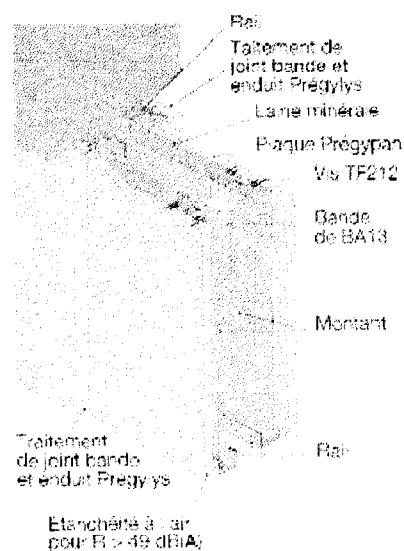 Rail
Traitement de
joint bande et
enduit Prégylys
Laine minérale
Plaque Prégypan
Vis TF212
Bande
de BA13
Montant
Rail
Traitement
de joint bande
et enduit Prégylys
Etanchéité à l'air
pour R > 49 dB(A)